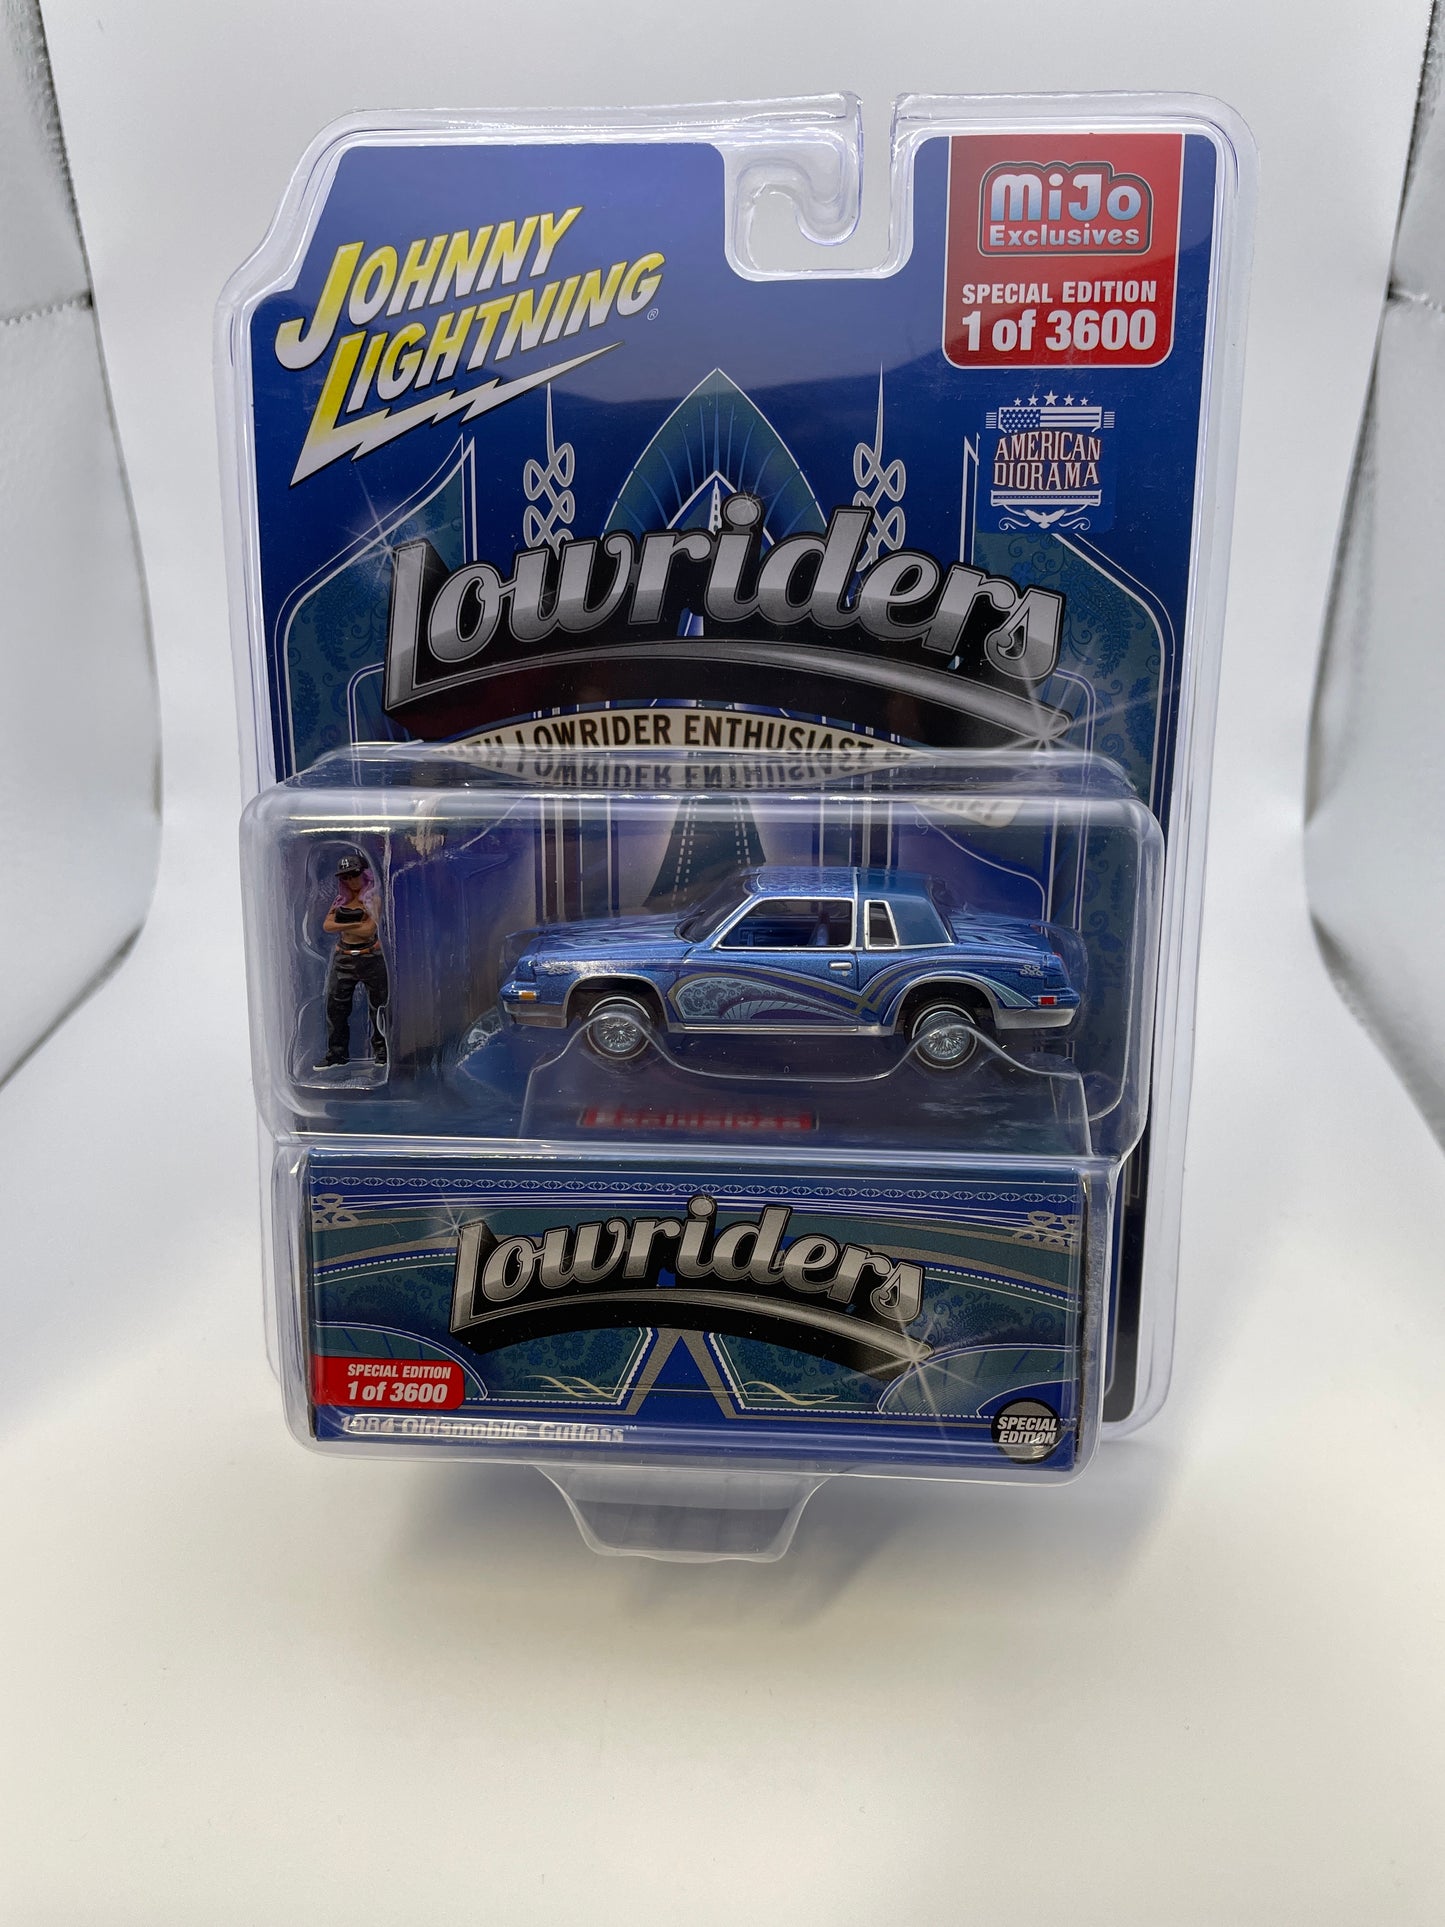 JOHNNY
LIGHTNING®
MiJo
Exclusives
SPECIAL EDITION
1 of 3600
AMERICAN
DIORAMA
Lowriders
LOWRIDER ENTHUSIAST
Lowriders
SPECIAL EDITION
1 of 3600
1984 Oldsmobile Cutlass™
SPECIAL
EDITION